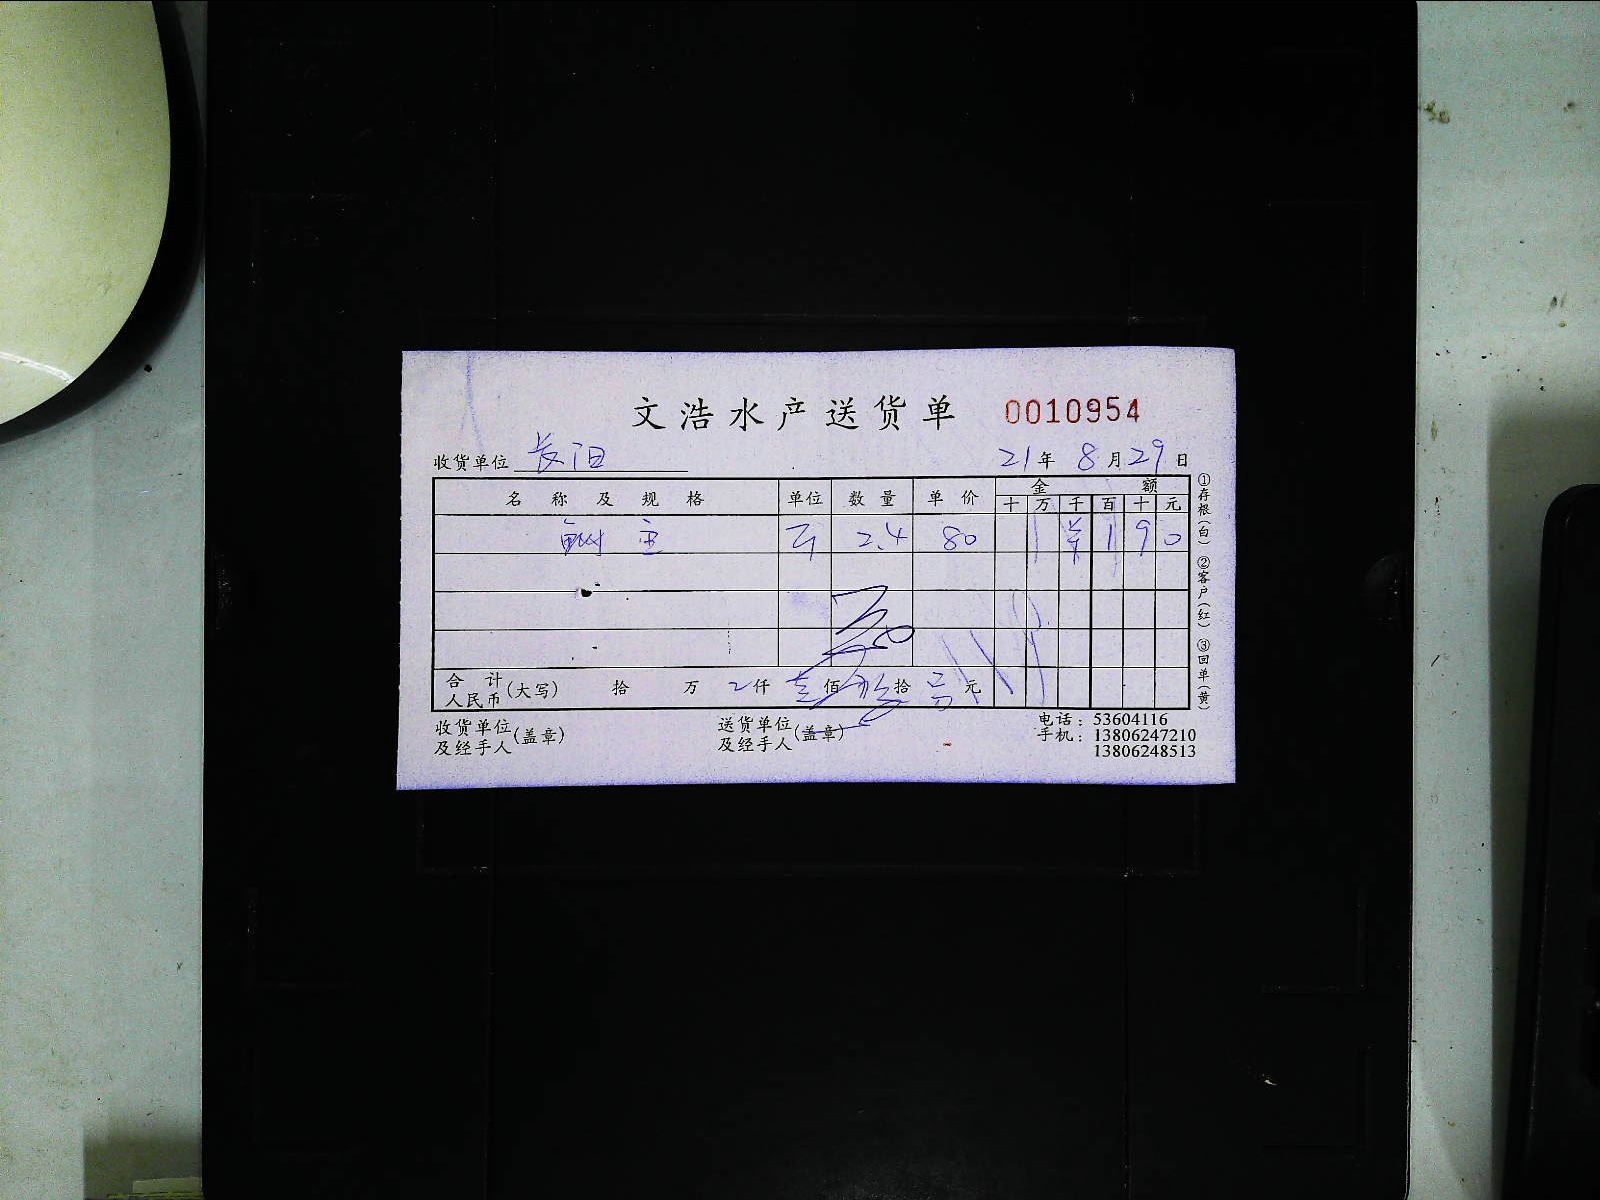 文浩水产送货单 0010954
收货单位 长江 21年 8月29日
名称及规格 单位 数量 单价 金额
十 万 千 百 十 元
斤 2.4 80 1 9 0
合计人民币(大写) 拾 万 仟 佰 拾 元
收货单位及经手人(盖章) 送货单位及经手人(盖章)
电话:53604116
手机:13806247210
13806248513
①存根(白) ②客户(红) ③回单(黄)